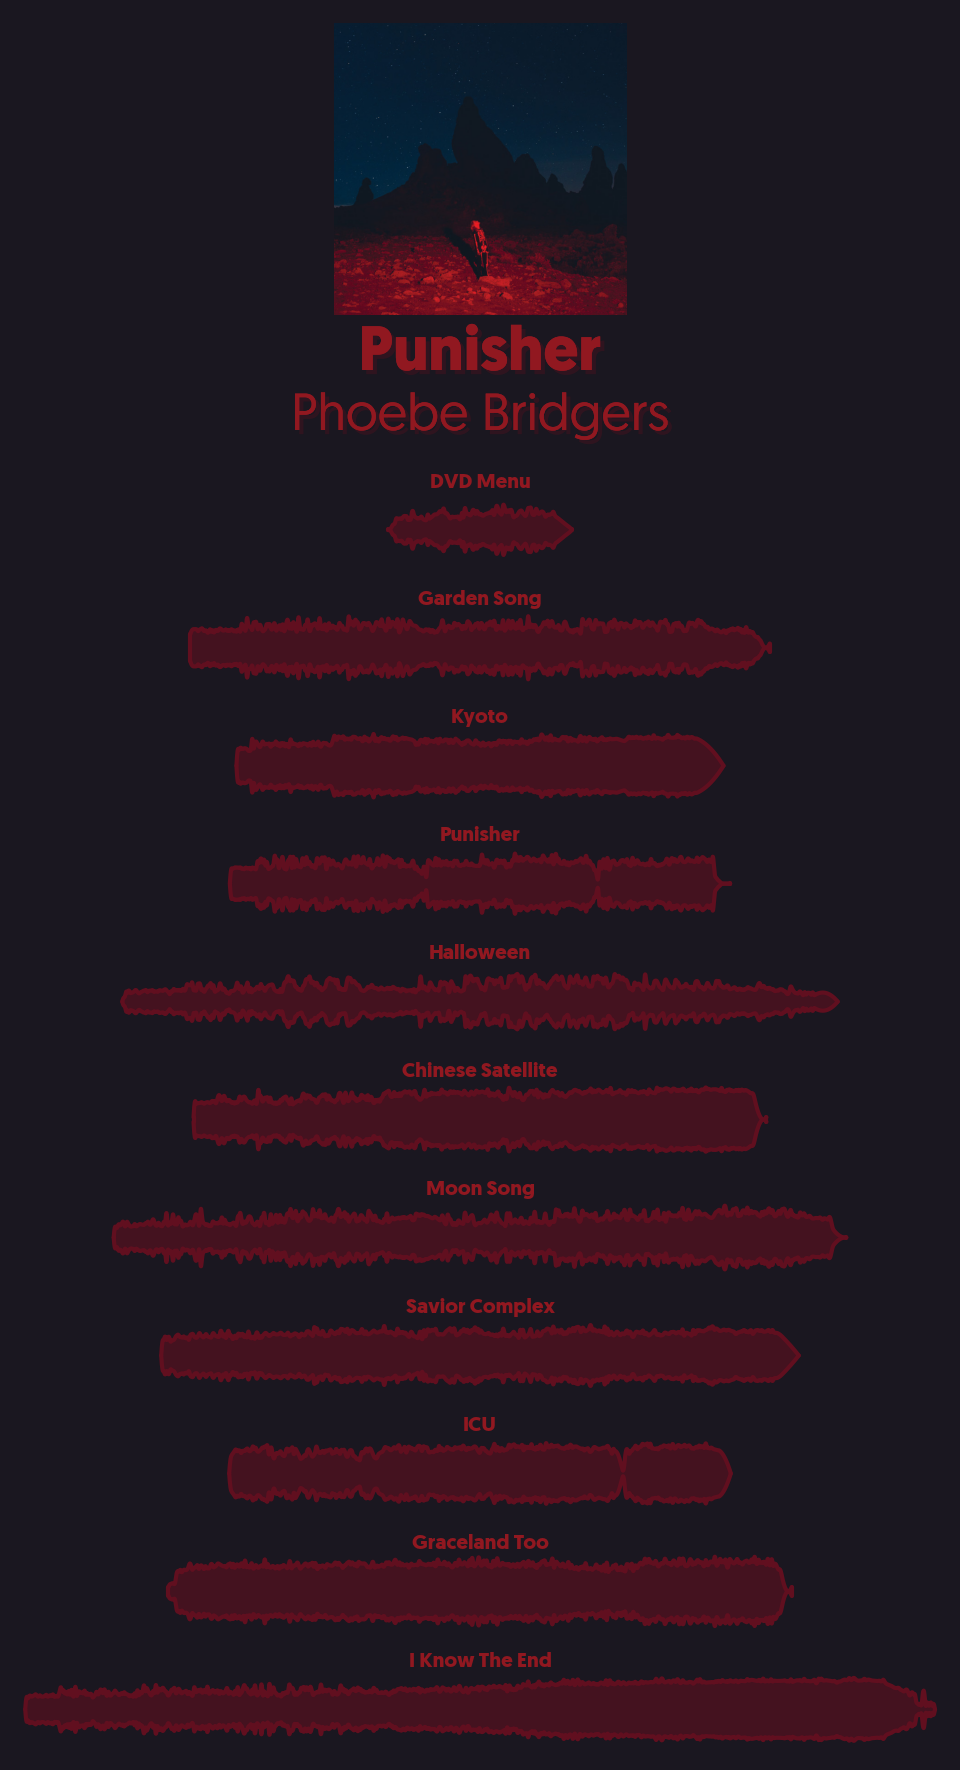 Punisher
Phoebe Bridgers
DVD Menu
Garden Song
Kyoto
Punisher
Halloween
Chinese Satellite
Moon Song
Savior Complex
ICU
Graceland Too
I Know The End